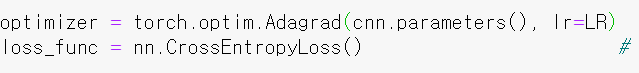 optimizer = torch.optim.Adagrad(cnn.parameters(), lr=LR)
loss_func = nn.CrossEntropyLoss()                       #